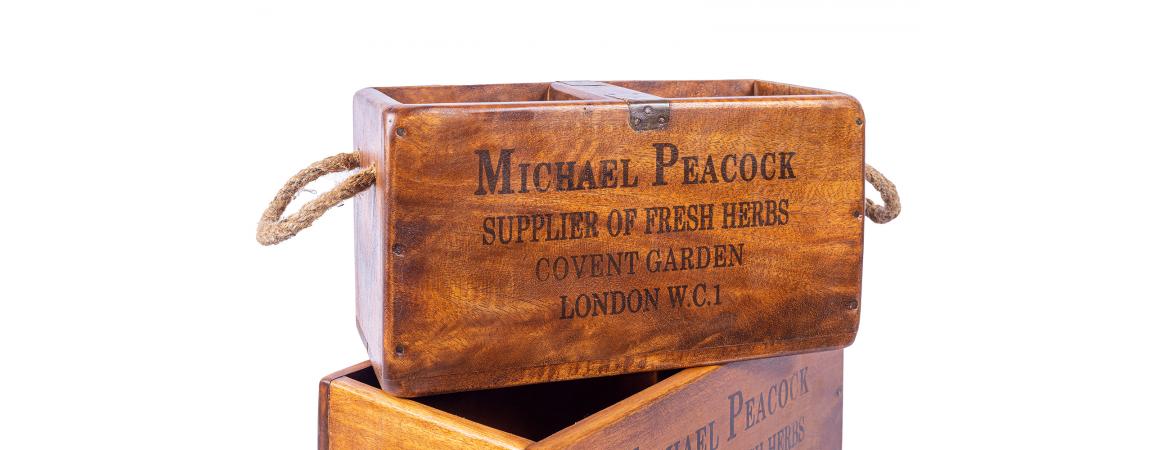 MICHAEL PEACOCK
SUPPLIER OF FRESH HERBS
COVENT GARDEN
LONDON W.C.1
PEACOCK
HERBS